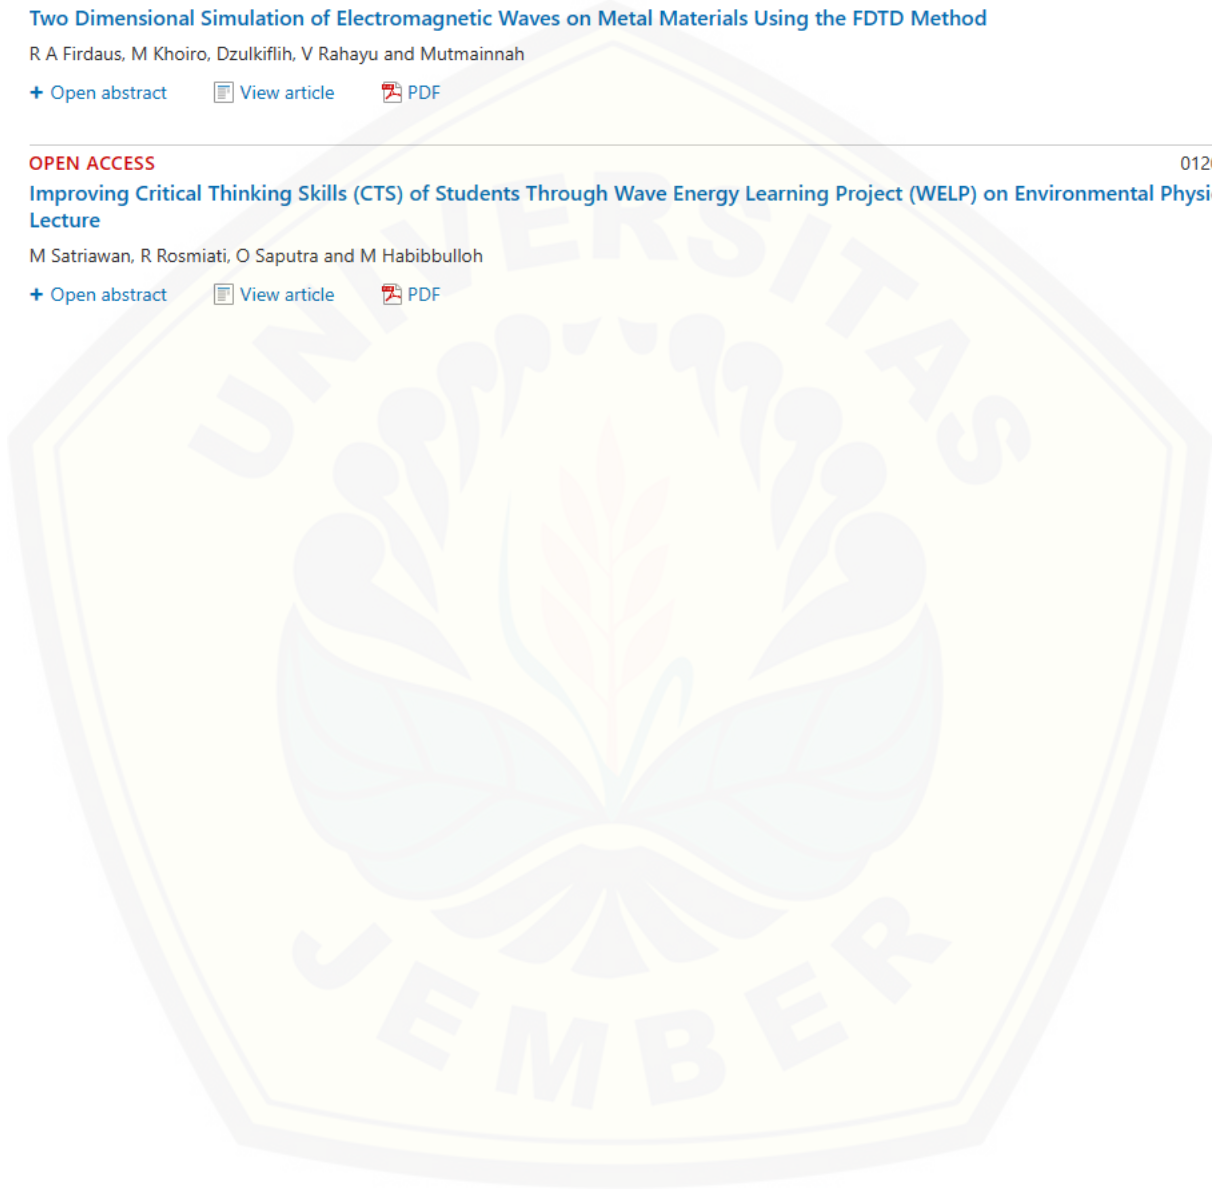 Two Dimensional Simulation of Electromagnetic Waves on Metal Materials Using the FDTD Method
R A Firdaus, M Khoiro, Dzulkiflih, V Rahayu and Mutmainnah
+ Open abstract View article PDF
OPEN ACCESS 012
Improving Critical Thinking Skills (CTS) of Students Through Wave Energy Learning Project (WELP) on Environmental Physi
Lecture
M Satriawan, R Rosmiati, O Saputra and M Habibbulloh
+ Open abstract View article PDF
UNIVERSITAS
JEMBER